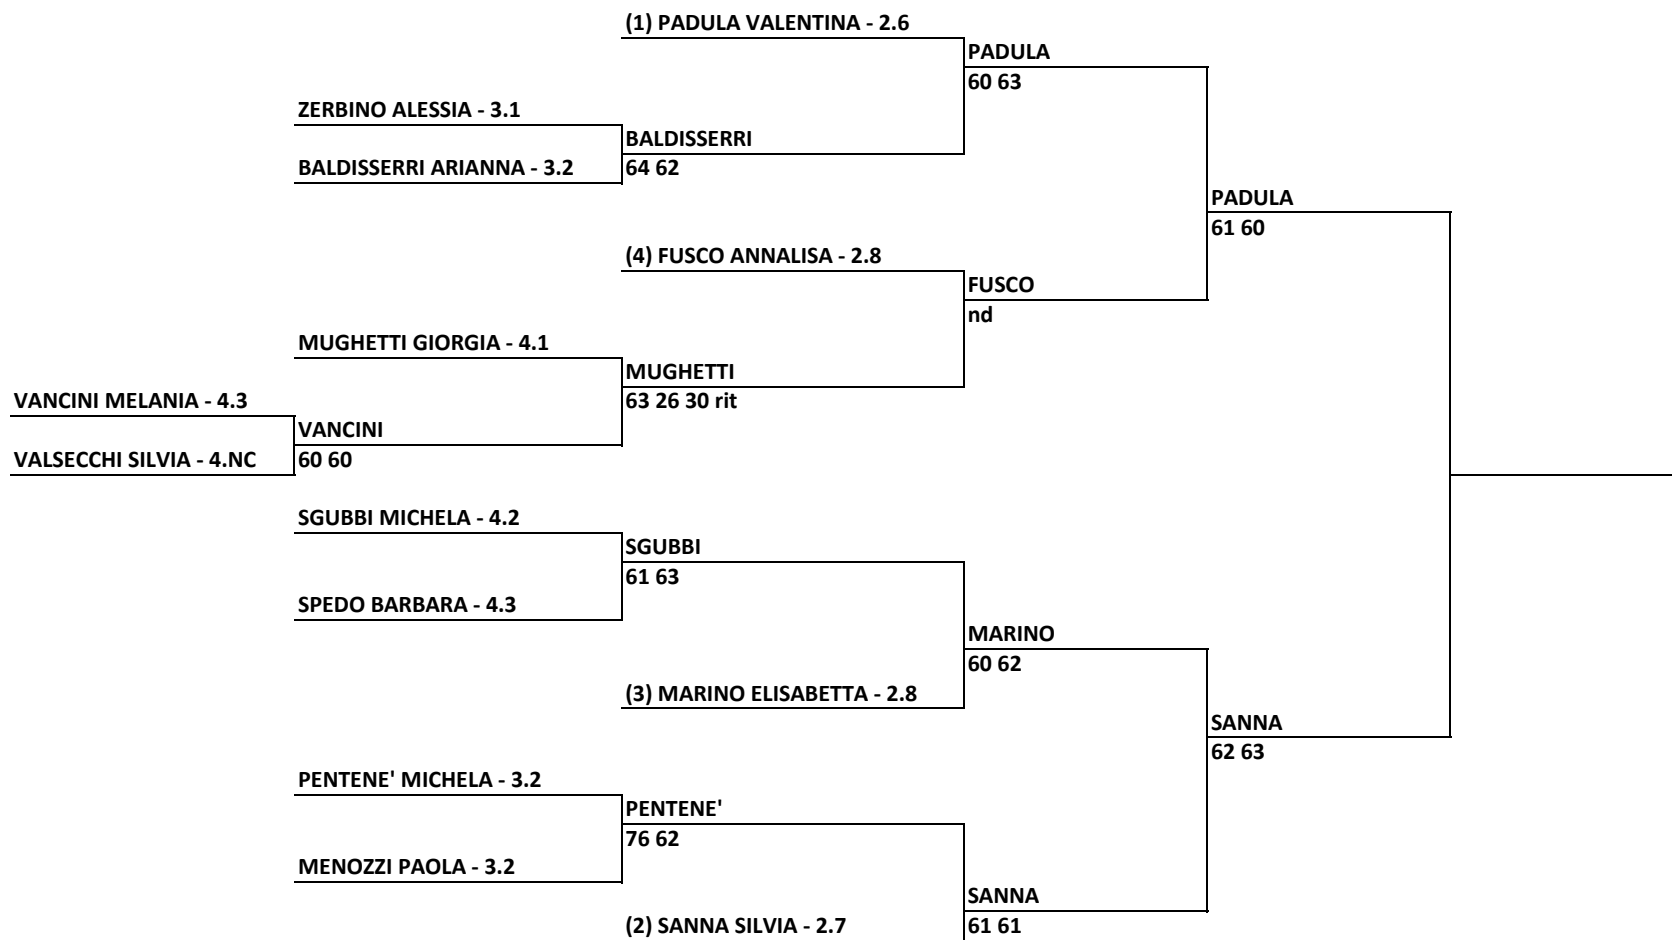 (1) PADULA VALENTINA - 2.6
PADULA
60 63
ZERBINO ALESSIA - 3.1
BALDISSERRI
BALDISSERRI ARIANNA - 3.2
64 62
PADULA
61 60
(4) FUSCO ANNALISA - 2.8
FUSCO
nd
MUGHETTI GIORGIA - 4.1
MUGHETTI
63 26 30 rit
VANCINI MELANIA - 4.3
VANCINI
VALSECCHI SILVIA - 4.NC
60 60
SGUBBI MICHELA - 4.2
SGUBBI
61 63
SPEDO BARBARA - 4.3
MARINO
60 62
(3) MARINO ELISABETTA - 2.8
SANNA
62 63
PENTENE' MICHELA - 3.2
PENTENE'
76 62
MENOZZI PAOLA - 3.2
SANNA
(2) SANNA SILVIA - 2.7
61 61